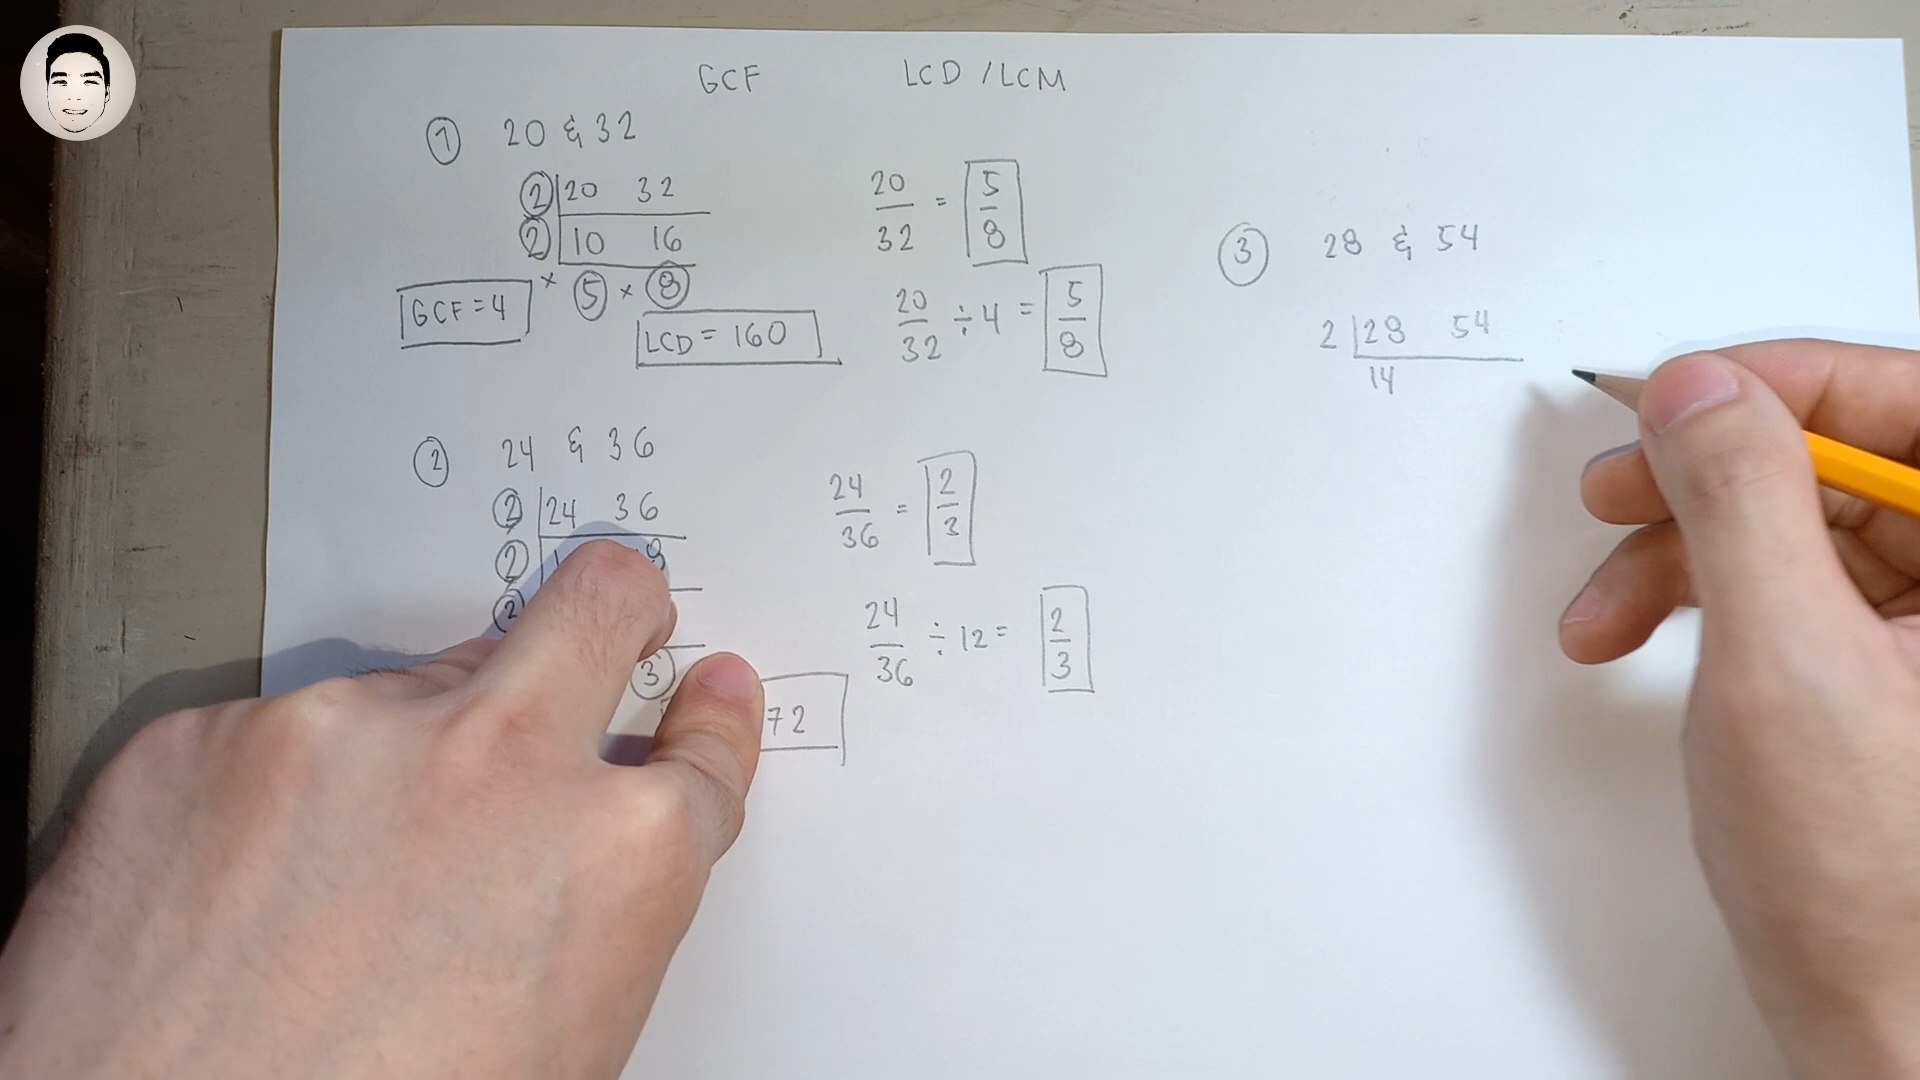 GCF LCD / LCM
① 20 & 32
② 20 32
② 10 16
× ⑤ × ⑧
GCF = 4
LCD = 160
20/32 = 5/8
20/32 ÷ 4 = 5/8
② 24 & 36
② 24 36
②
②
③
72
24/36 = 2/3
24/36 ÷ 12 = 2/3
③ 28 & 54
2 28 54
14